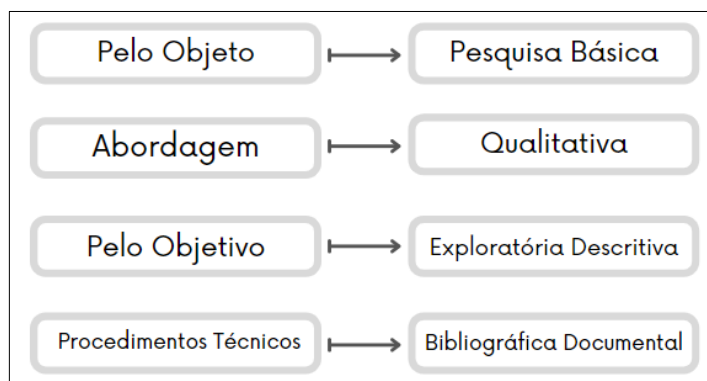 Pelo Objeto
Pesquisa Básica
Abordagem
Qualitativa
Pelo Objetivo
Exploratória Descritiva
Procedimentos Técnicos
Bibliográfica Documental